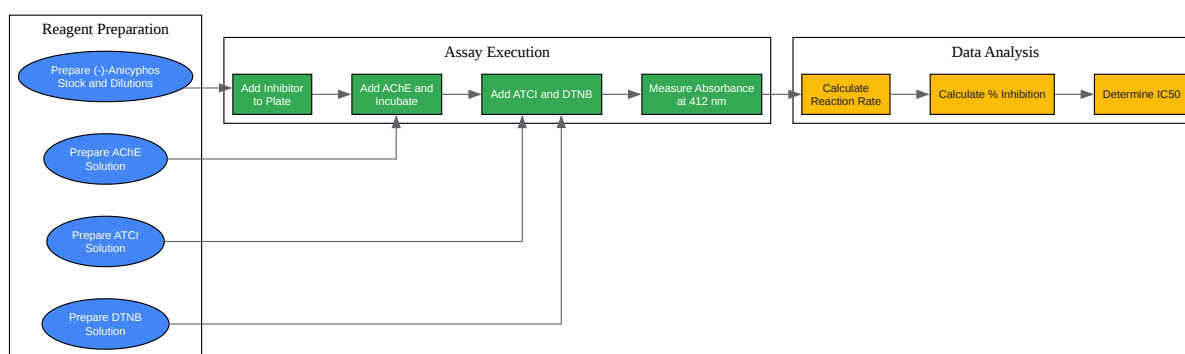 Reagent Preparation
Prepare (-)-Anicyphos
Stock and Dilutions
Prepare AChE
Solution
Prepare ATCI
Solution
Prepare DTNB
Solution
Assay Execution
Add Inhibitor
to Plate
Add AChE and
Incubate
Add ATCI and DTNB
Measure Absorbance
at 412 nm
Data Analysis
Calculate
Reaction Rate
Calculate % Inhibition
Determine IC50